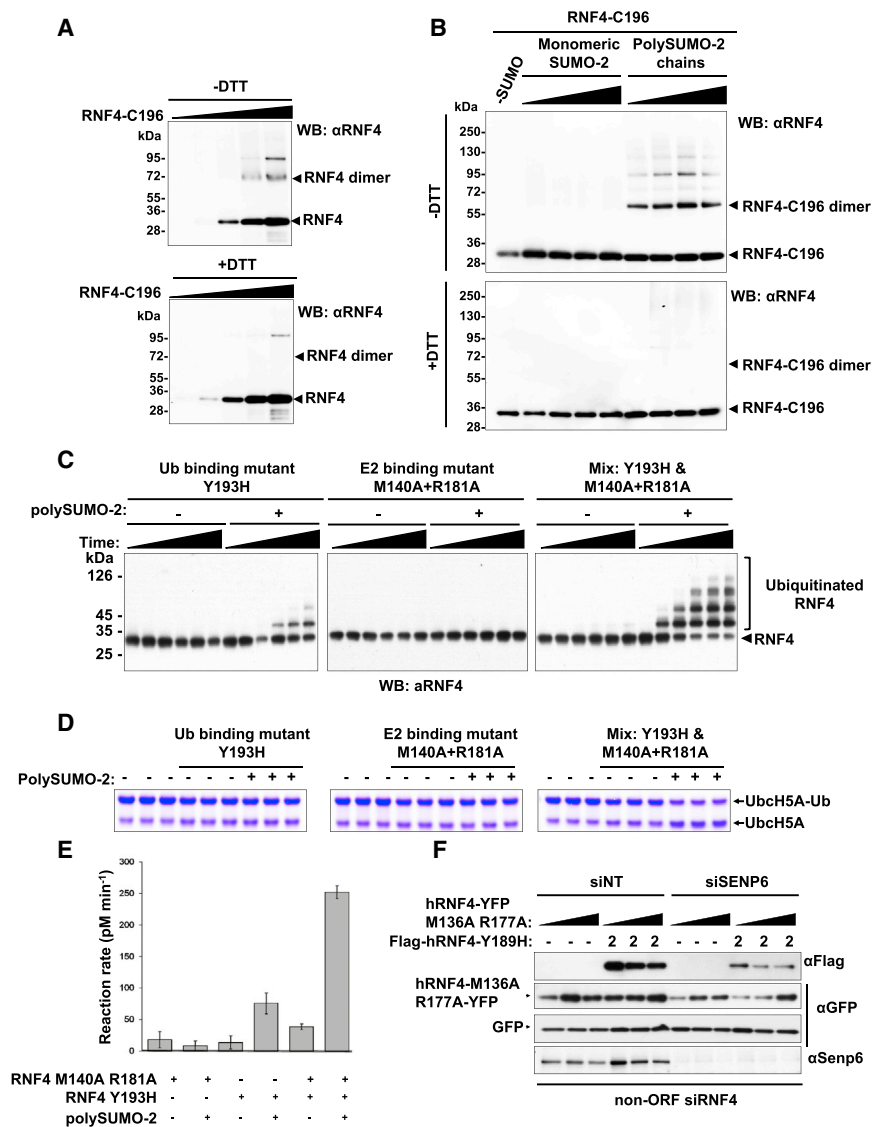 A
-DTT
RNF4-C196
kDa
WB: αRNF4
95-
72-
55-
36-
28-
RNF4 dimer
RNF4
+DTT
RNF4-C196
kDa
WB: αRNF4
95-
72-
55-
36-
28-
RNF4 dimer
RNF4
B
RNF4-C196
-SUMO
Monomeric
SUMO-2
PolySUMO-2
chains
kDa
-DTT
250-
130-
95-
72-
55-
36-
28-
WB: αRNF4
RNF4-C196 dimer
RNF4-C196
+DTT
250-
130-
95-
72-
55-
36-
28-
WB: αRNF4
RNF4-C196 dimer
RNF4-C196
C
Ub binding mutant
Y193H
E2 binding mutant
M140A+R181A
Mix: Y193H &
M140A+R181A
polySUMO-2: - + - + - +
Time:
kDa
126 -
45 -
35 -
25 -
Ubiquitinated
RNF4
RNF4
WB: aRNF4
D
Ub binding mutant
Y193H
E2 binding mutant
M140A+R181A
Mix: Y193H &
M140A+R181A
PolySUMO-2: - - - - - - + + + - - - - - - + + + - - - - - - + + +
UbcH5A-Ub
UbcH5A
E
Reaction rate (pM min-1)
300
250
200
150
100
50
0
RNF4 M140A R181A + + - - + +
RNF4 Y193H - - + + + +
polySUMO-2 - + - + - +
F
siNT siSENP6
hRNF4-YFP
M136A R177A:
Flag-hRNF4-Y189H: - - - 2 2 2 - - - 2 2 2
αFlag
hRNF4-M136A
R177A-YFP
αGFP
GFP
αSenp6
non-ORF siRNF4